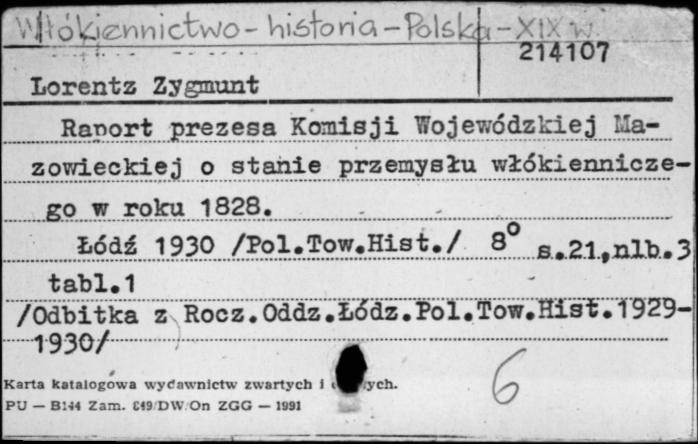 Włókiennictwo - historia - Polska - XIX w.
214107
Lorentz Zygmunt
Raport prezesa Komisji Wojewódzkiej Ma-
zowieckiej o stanie przemysłu włókiennicze-
go w roku 1828.
Łódź 1930 /Pol.Tow.Hist./ 8° s.21,nlb.3
tabl.1
/Odbitka z Rocz.Oddz.Łódz.Pol.Tow.Hist.1929-
1930/
6
Karta katalogowa wydawnictw zwartych i
PU — B144 Zam. 849/DW/On ZGG — 1991